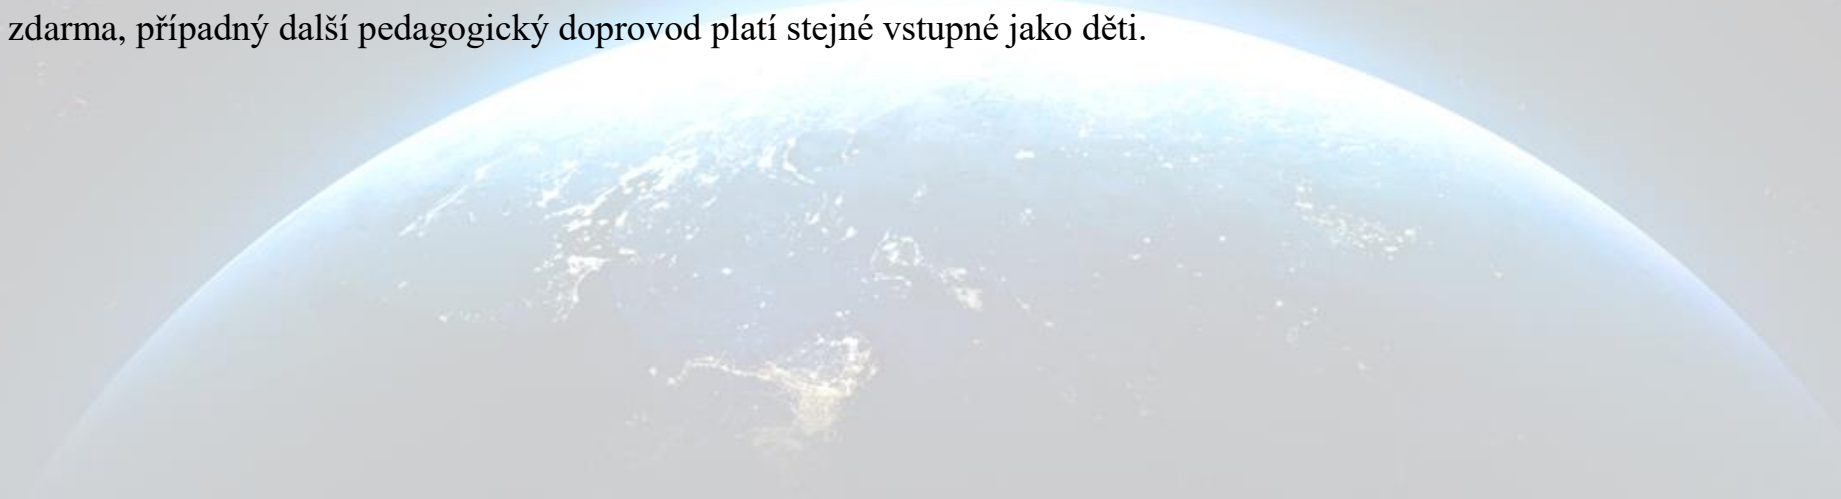 zdarma, případný další pedagogický doprovod platí stejné vstupné jako děti.